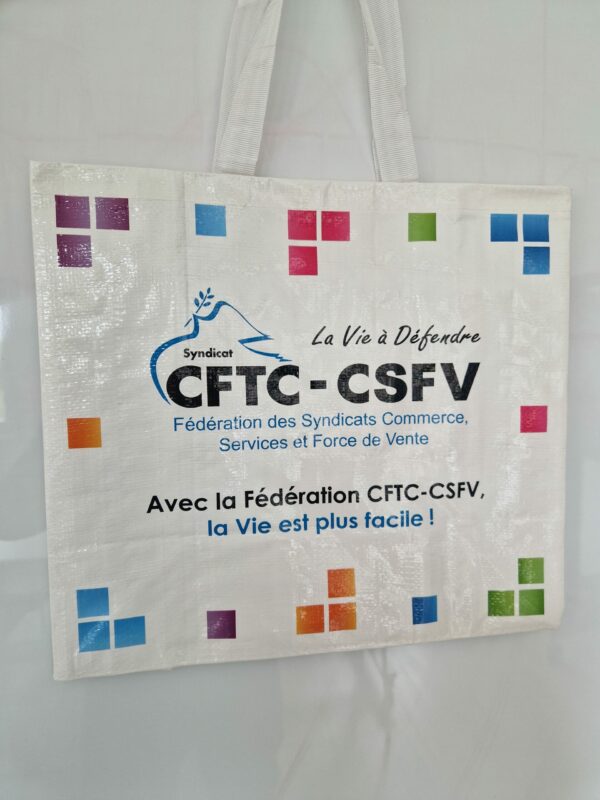 La Vie à Défendre
Syndicat
CFTC - CSFV
Fédération des Syndicats Commerce,
Services et Force de Vente
Avec la Fédération CFTC-CSFV,
la Vie est plus facile !